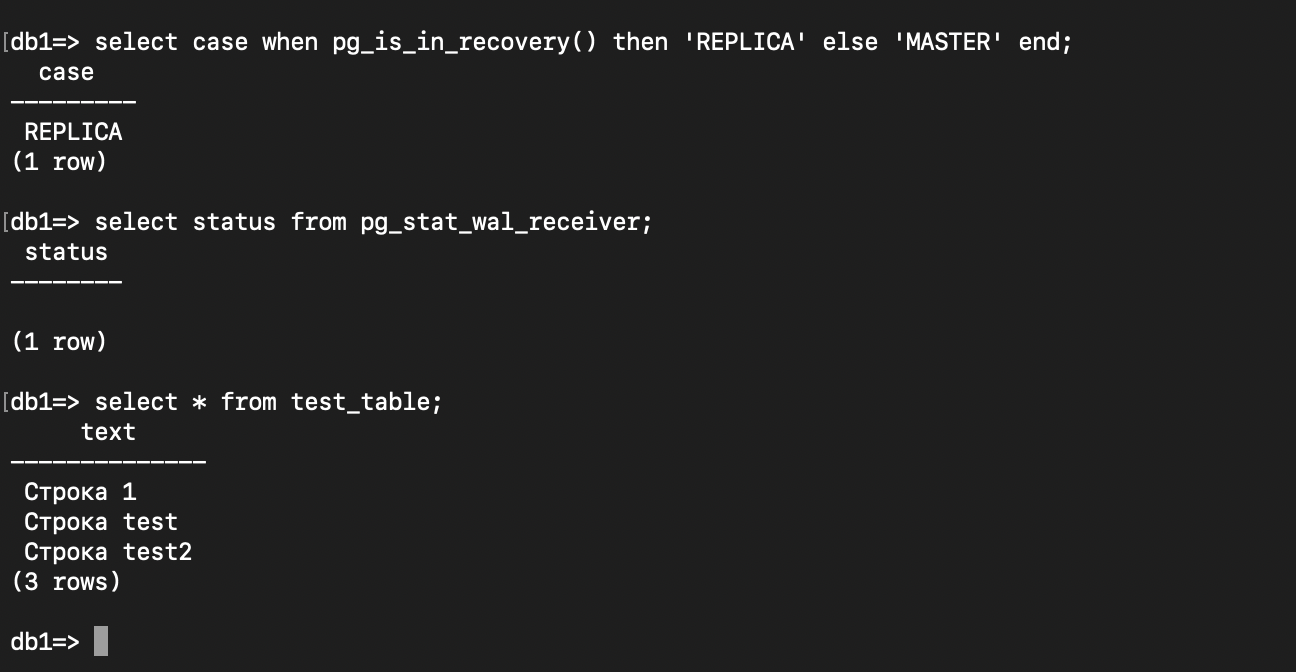 [db1=> select case when pg_is_in_recovery() then 'REPLICA' else 'MASTER' end;
case
---------
REPLICA
(1 row)
[db1=> select status from pg_stat_wal_receiver;
status
--------
(1 row)
[db1=> select * from test_table;
text
--------------
Строка 1
Строка test
Строка test2
(3 rows)
db1=>